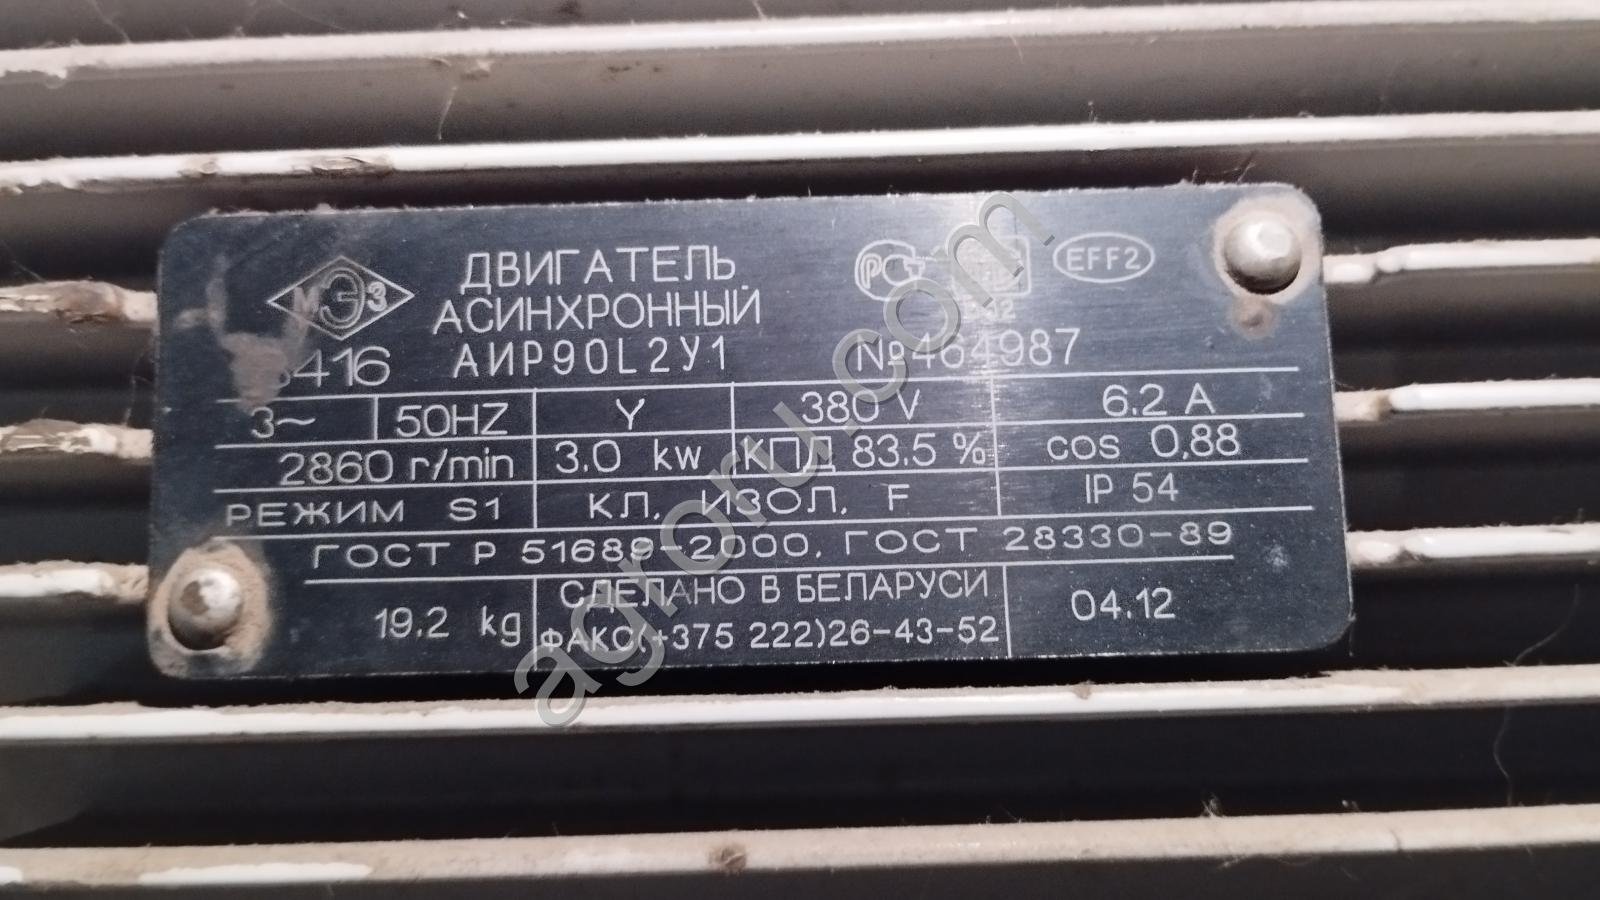 МЭЗ
ДВИГАТЕЛЬ
АСИНХРОННЫЙ
РСТ
EFF2
АИР90L2У1
№464987
3~ 50HZ Y 380 V 6.2 A
2860 r/min 3.0 kw КПД 83.5 % cos 0,88
РЕЖИМ S1 КЛ. ИЗОЛ. F IP 54
ГОСТ Р 51689-2000, ГОСТ 28330-89
19.2 kg
СДЕЛАНО В БЕЛАРУСИ
ФАКС(+375 222)26-43-52
04.12
agroru.com